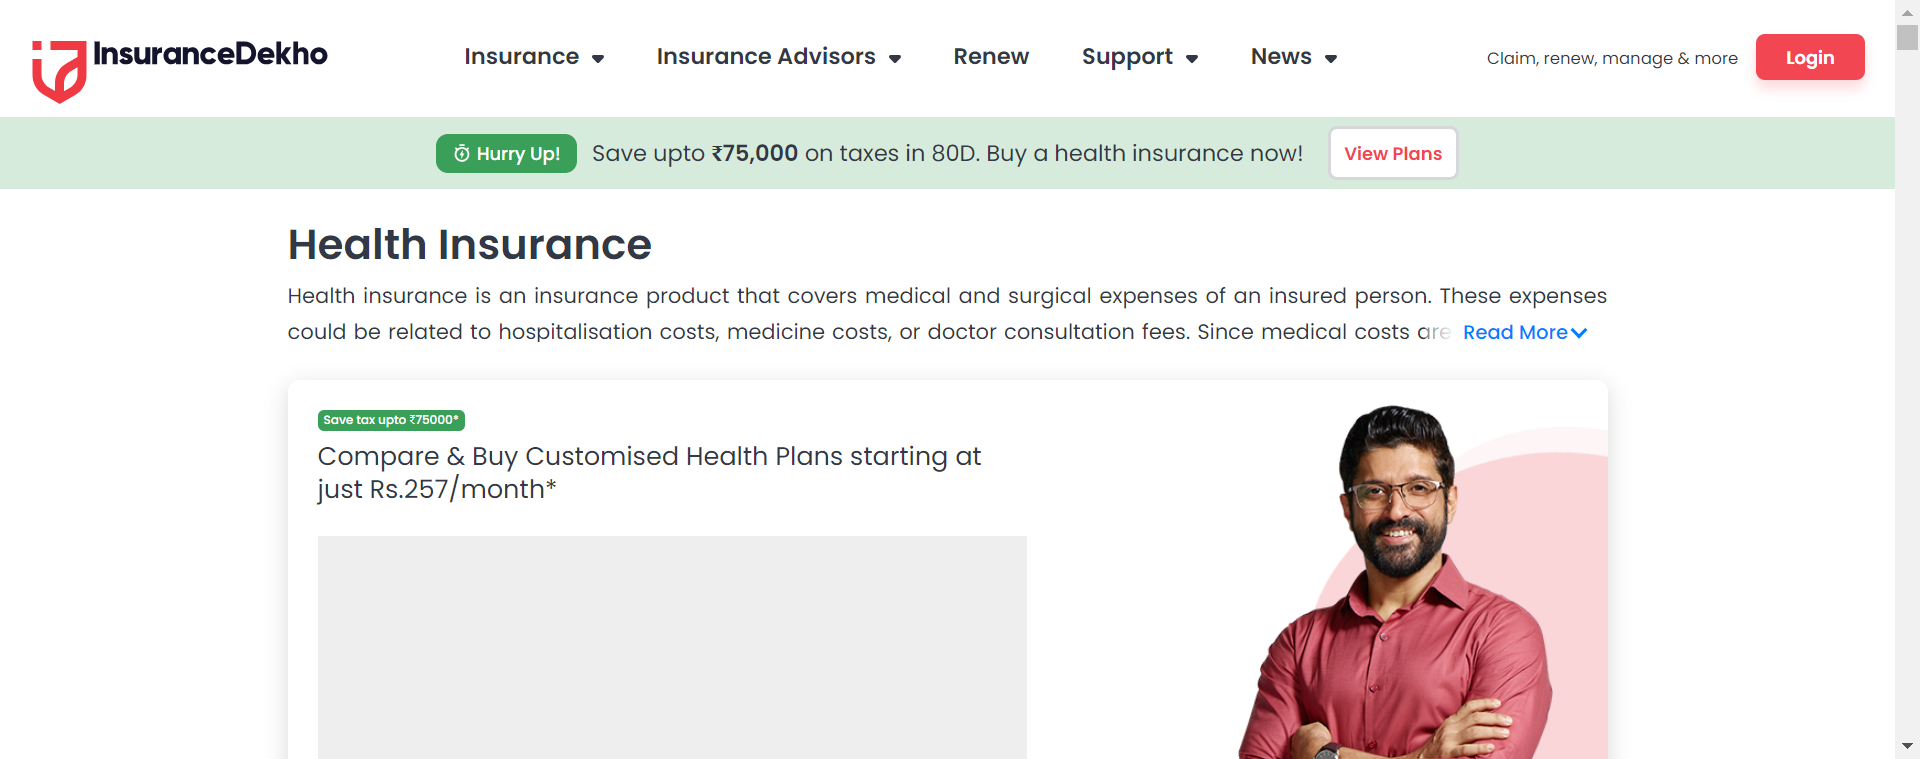 InsuranceDekho
Insurance
Insurance Advisors
Renew
Support
News
Claim, renew, manage & more
Login
Hurry Up!
Save upto ₹75,000 on taxes in 80D. Buy a health insurance now!
View Plans
Health Insurance
Health insurance is an insurance product that covers medical and surgical expenses of an insured person. These expenses
could be related to hospitalisation costs, medicine costs, or doctor consultation fees. Since medical costs are Read More
Save tax upto ₹75000*
Compare & Buy Customised Health Plans starting at
just Rs.257/month*